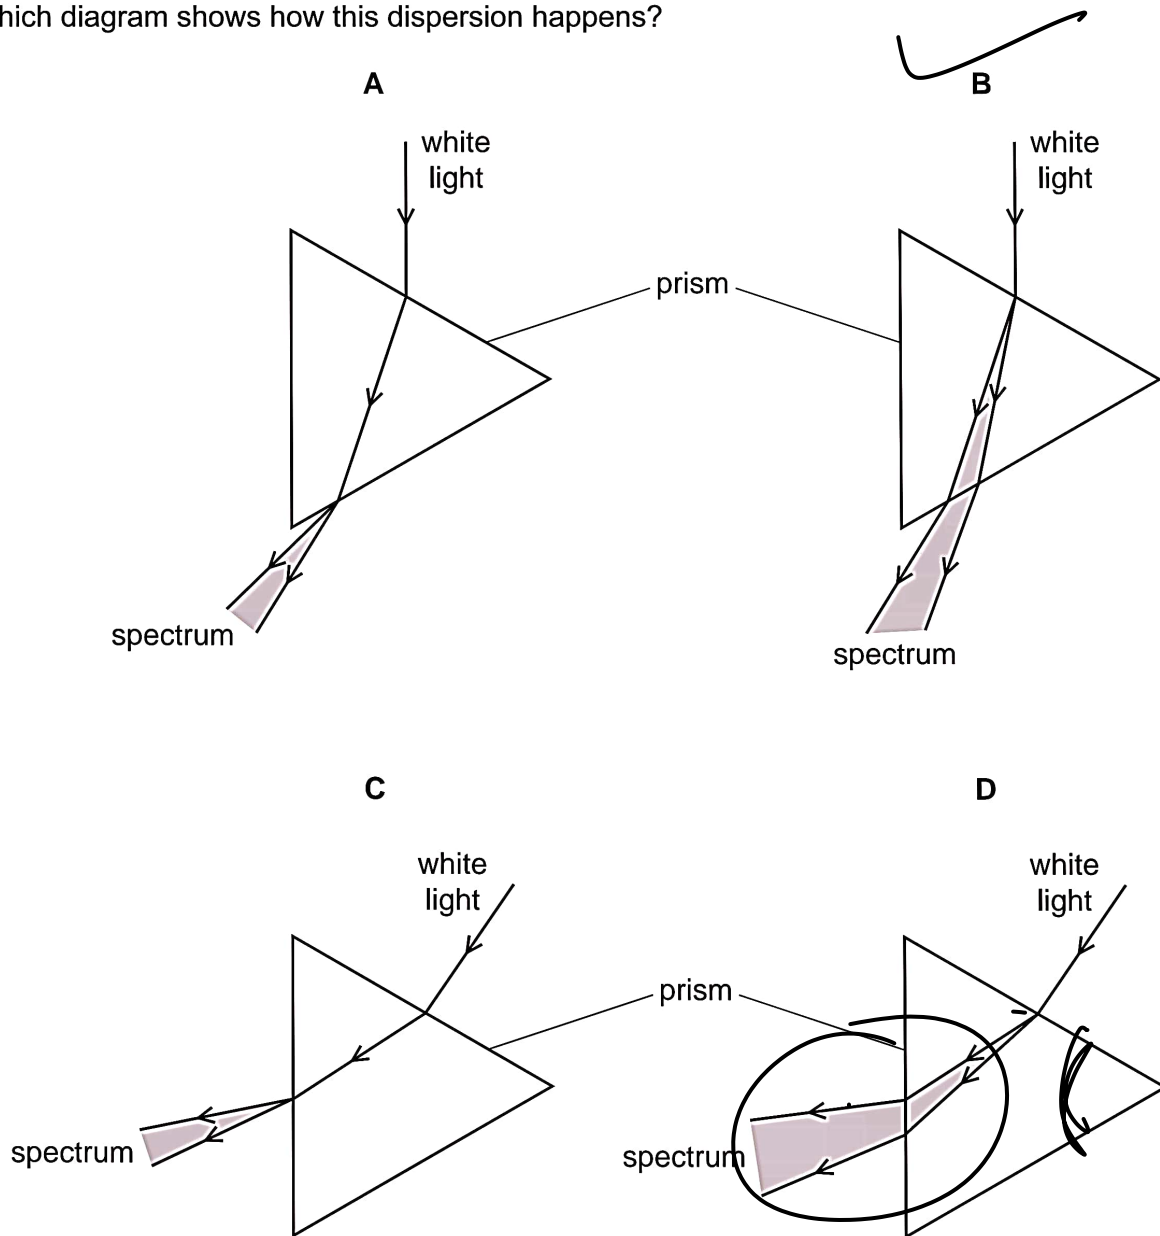 hich diagram shows how this dispersion happens?
A
B
white
light
white
light
prism
spectrum
spectrum
C
D
white
light
white
light
prism
spectrum
spectrum